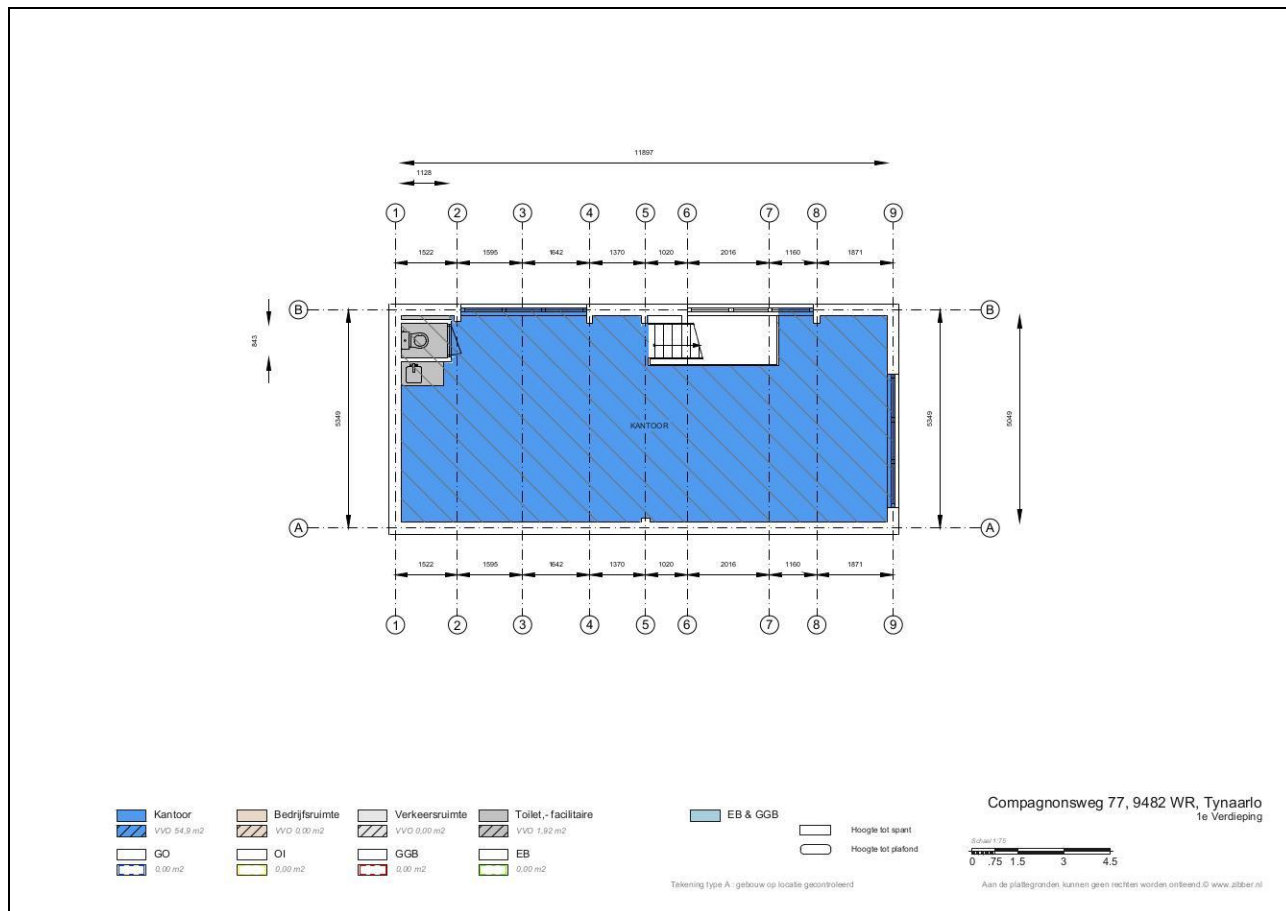 11897
1128
1 2 3 4 5 6 7 8 9
1522 1595 1642 1370 1020 2016 1160 1871
B B
843
5349 KANTOOR 5349 5049
A A
1522 1595 1642 1370 1020 2016 1160 1871
1 2 3 4 5 6 7 8 9
Kantoor Bedrijfsruimte Verkeersruimte Toilet,- facilitaire EB & GGB
VVO 54,9 m2 VVO 0,00 m2 VVO 0,00 m2 VVO 1,92 m2
GO OI GGB EB
0,00 m2 0,00 m2 0,00 m2 0,00 m2
Hoogte tot spant
Hoogte tot plafond
Compagnonsweg 77, 9482 WR, Tynaarlo
1e Verdieping
Schaal 1:75
0 .75 1.5 3 4.5
Tekening type A : gebouw op locatie gecontroleerd
Aan de plattegronden kunnen geen rechten worden ontleend.© www.zibber.nl